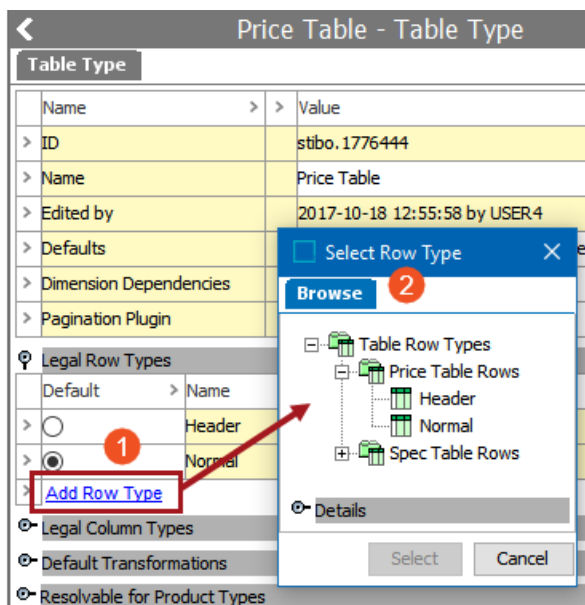 Price Table - Table Type
Table Type
Name > > Value
> ID stibo.1776444
> Name Price Table
> Edited by 2017-10-18 12:55:58 by USER4
> Defaults
> Dimension Dependencies
> Pagination Plugin
Legal Row Types
Default > Name
> Header
> Normal
> Add Row Type
Legal Column Types
Default Transformations
Resolvable for Product Types
1
Select Row Type
Browse
2
Table Row Types
Price Table Rows
Header
Normal
Spec Table Rows
Details
Select Cancel